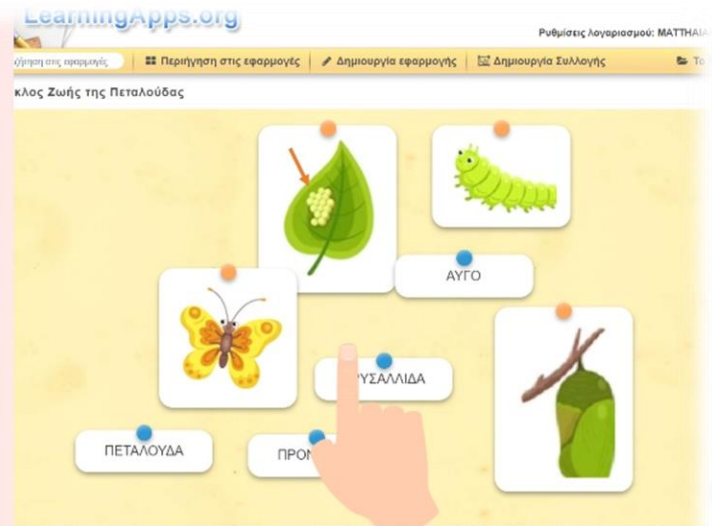 LearningApps.org
Ρυθμίσεις λογαριασμού: MATTHAIA
Περιήγηση στις εφαρμογές Δημιουργία εφαρμογής Δημιουργία Συλλογής
κλος Ζωής της Πεταλούδας
ΑΥΓΟ
ΥΣΑΛΛΙΔΑ
ΠΕΤΑΛΟΥΔΑ
ΠΡΟΝ